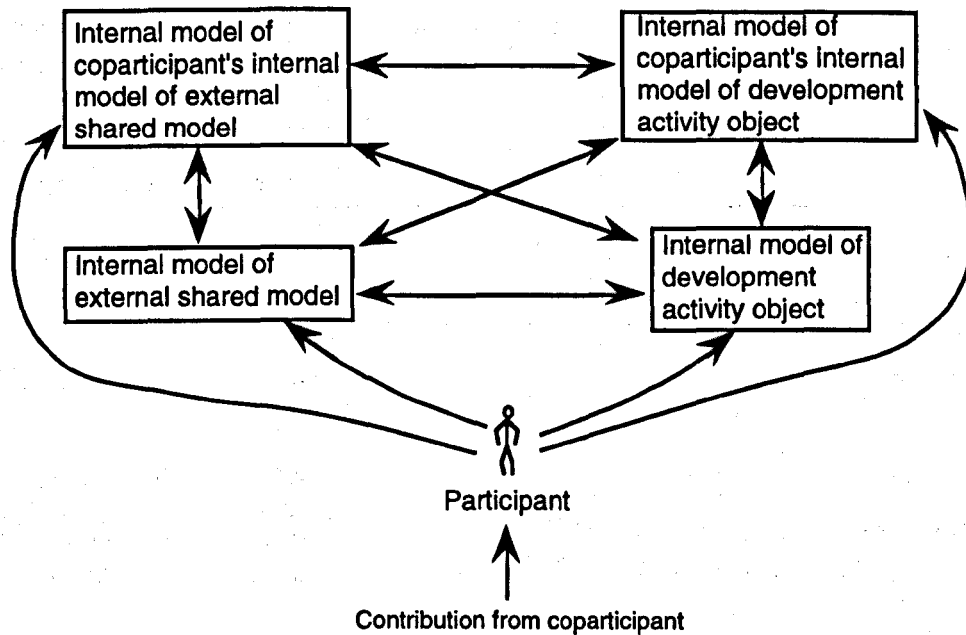 Internal model of
coparticipant's internal
model of external
shared model
Internal model of
coparticipant's internal
model of development
activity object
Internal model of
external shared model
Internal model of
development
activity object
Participant
Contribution from coparticipant